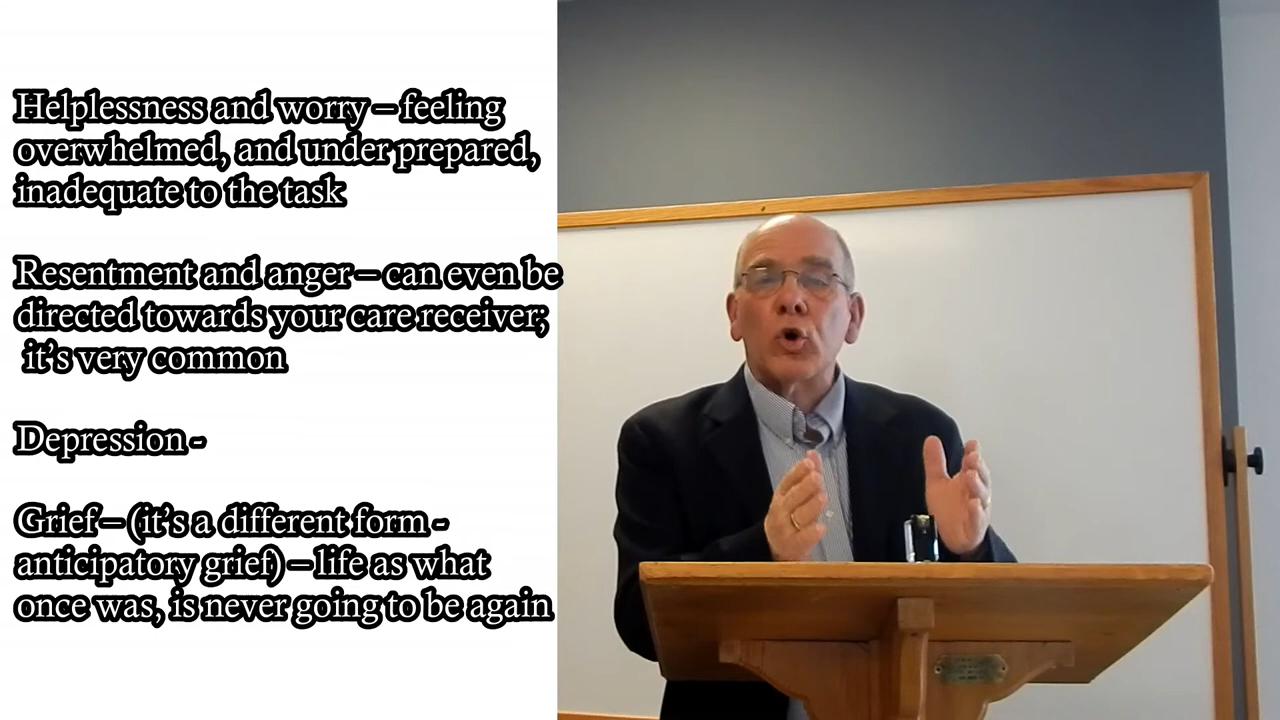 Helplessness and worry – feeling
overwhelmed, and under prepared,
inadequate to the task
Resentment and anger – can even be
directed towards your care receiver;
it's very common
Depression -
Grief – (it's a different form -
anticipatory grief) – life as what
once was, is never going to be again